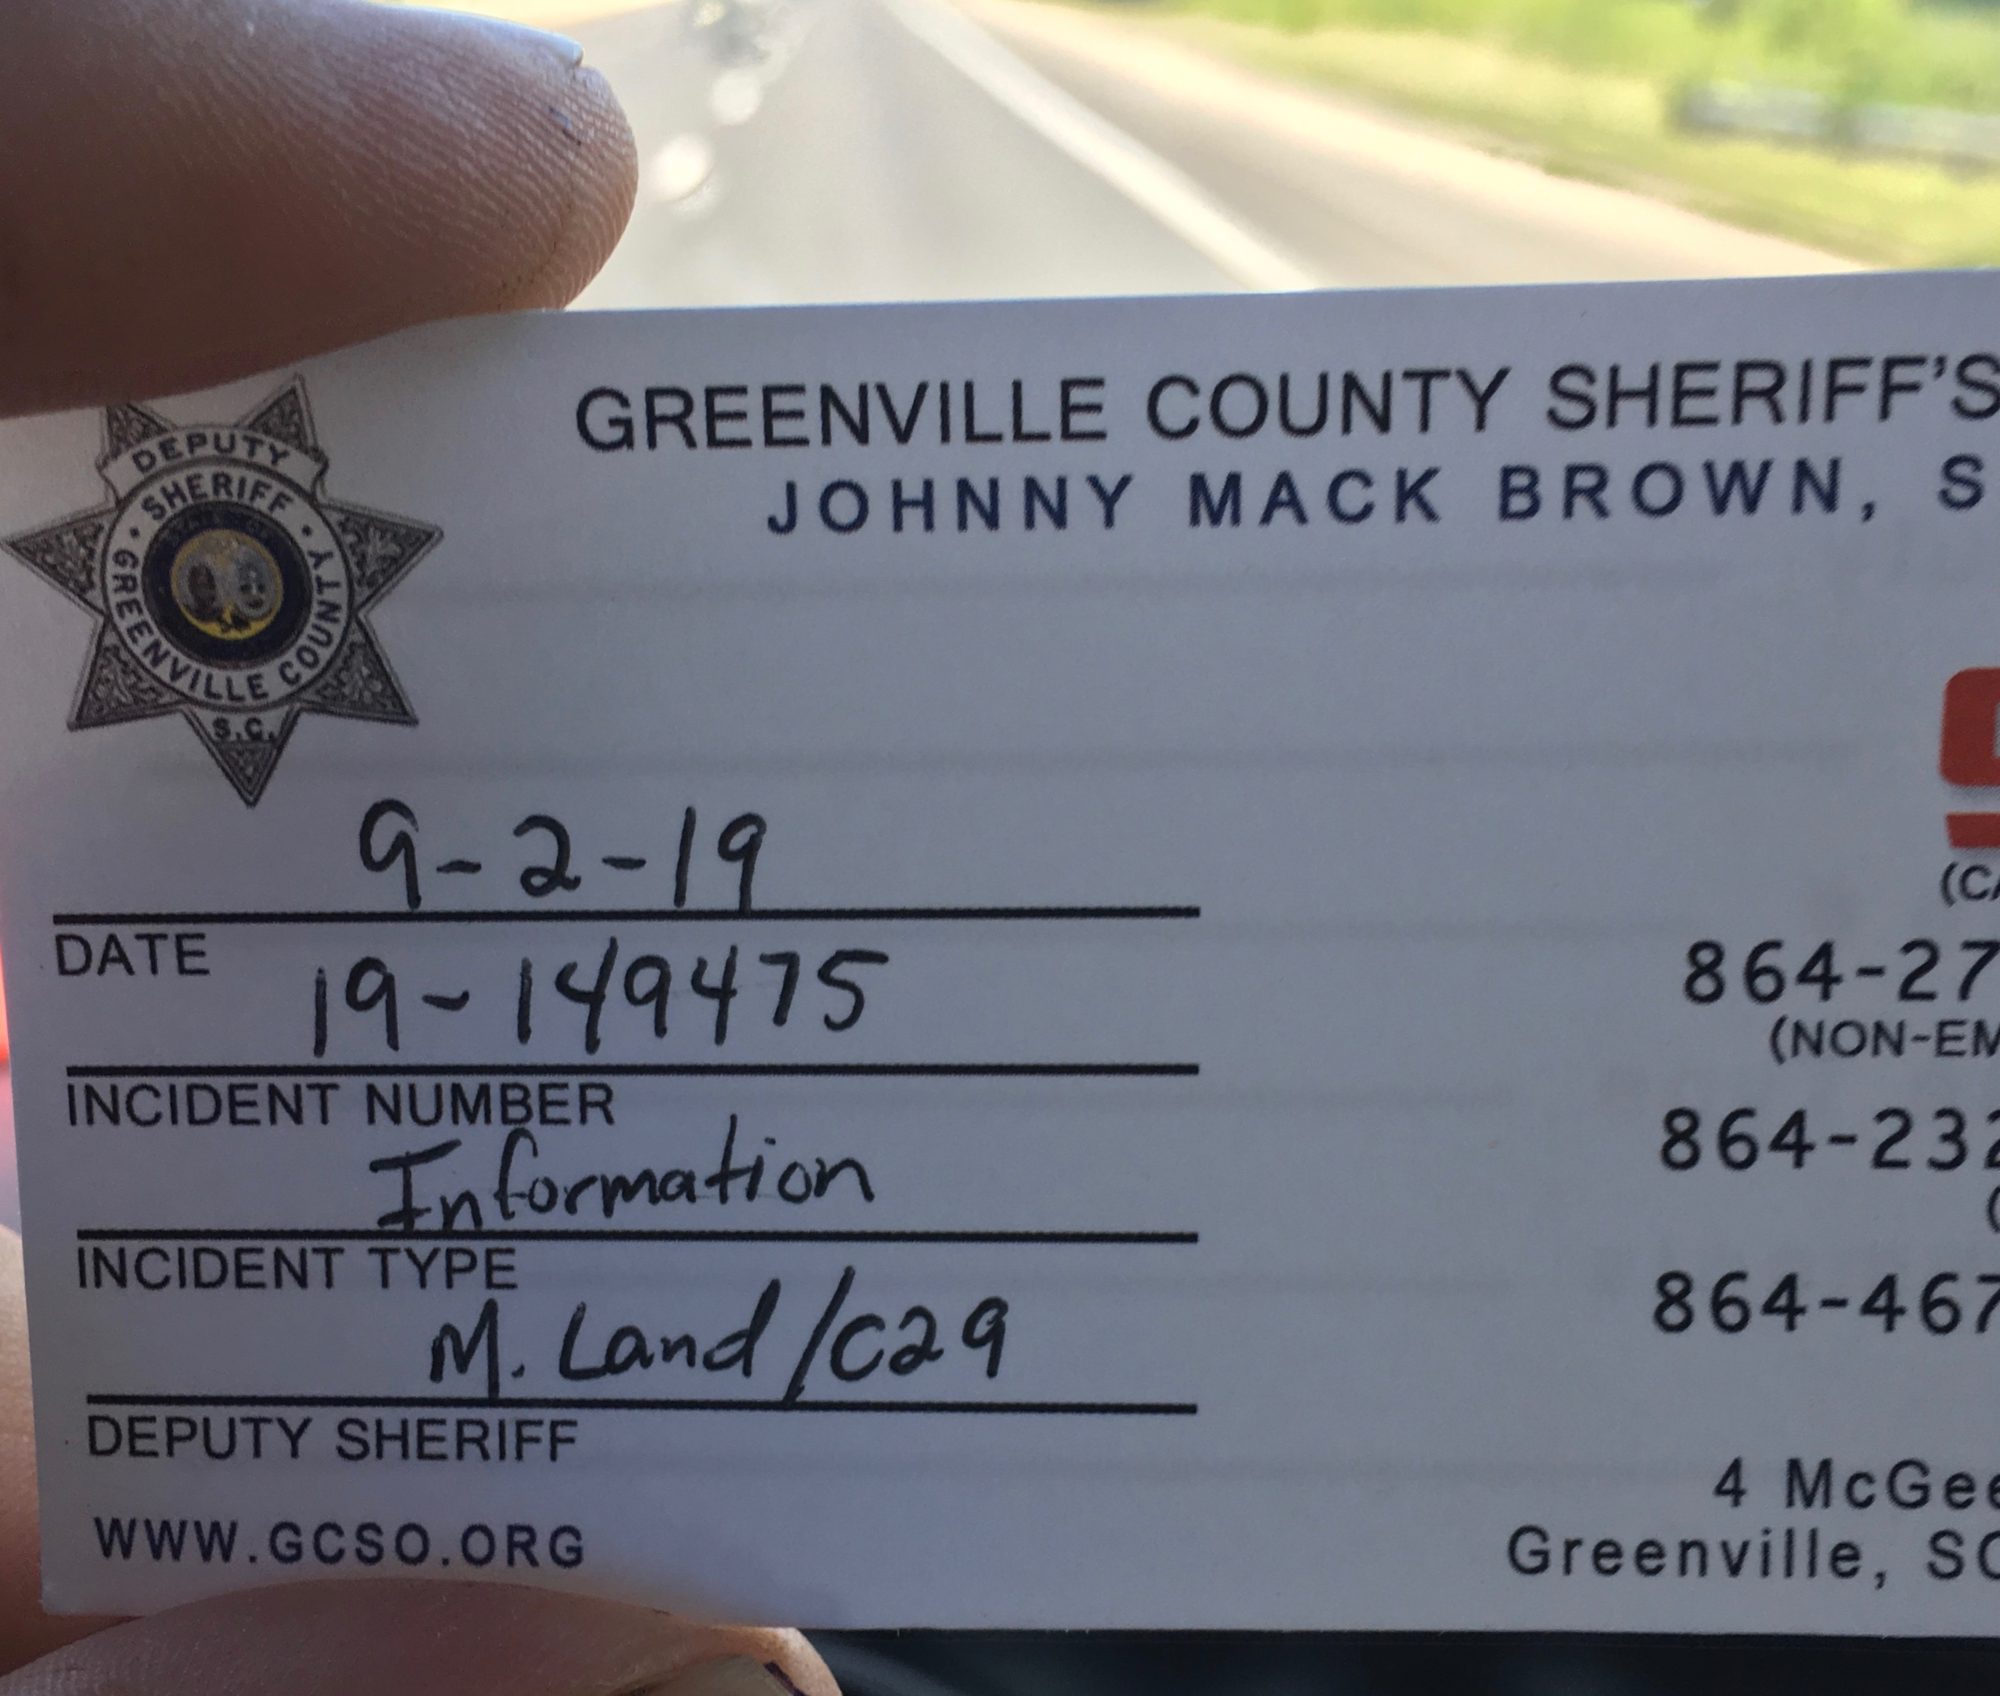 GREENVILLE COUNTY SHERIFF'S
JOHNNY MACK BROWN, S
DEPUTY
SHERIFF
GREENVILLE COUNTY
S.C.
9-2-19
DATE
19-149475
INCIDENT NUMBER
Information
INCIDENT TYPE
M. Land/C29
DEPUTY SHERIFF
WWW.GCSO.ORG
(CA
864-27
(NON-EM
864-232
(
864-467
4 McGee
Greenville, SC